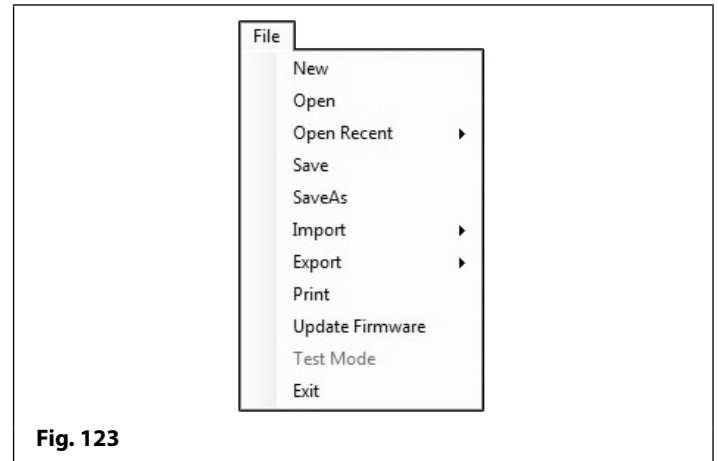 File
New
Open
Open Recent
Save
SaveAs
Import
Export
Print
Update Firmware
Test Mode
Exit
Fig. 123